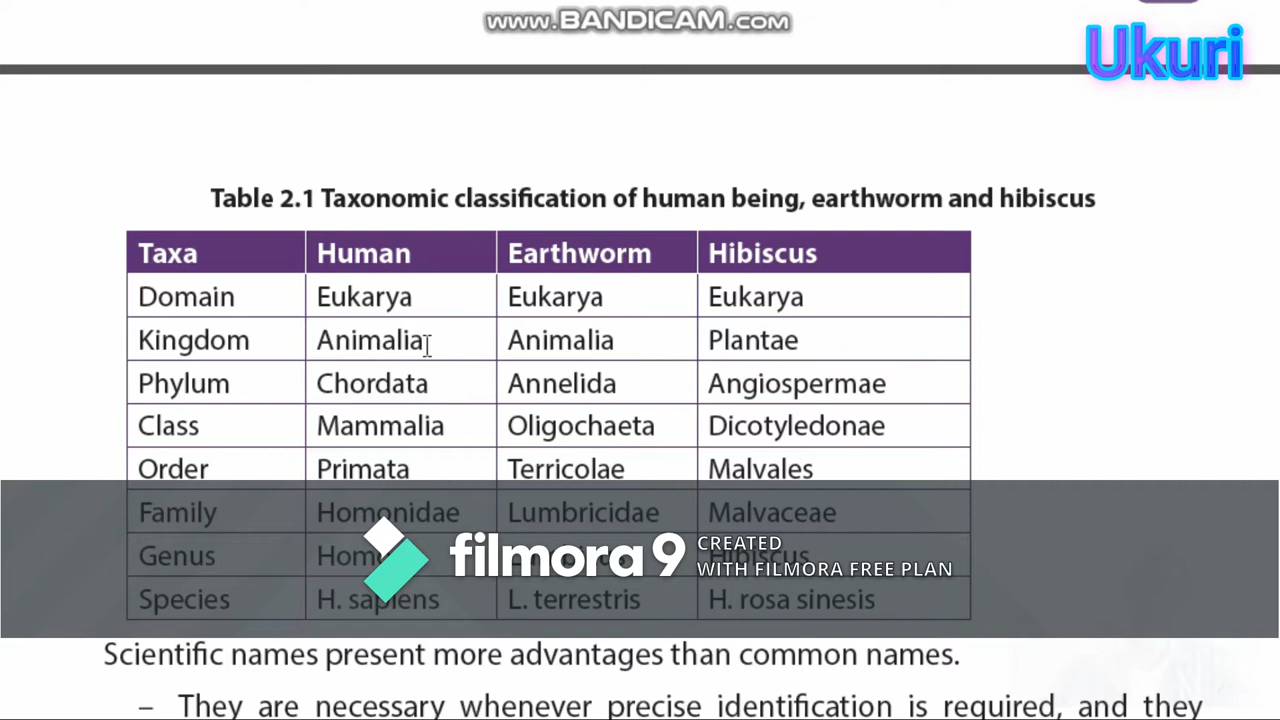 www.BANDICAM.com
Ukuri
Table 2.1 Taxonomic classification of human being, earthworm and hibiscus
Taxa Human Earthworm Hibiscus
Domain Eukarya Eukarya Eukarya
Kingdom Animalia Animalia Plantae
Phylum Chordata Annelida Angiospermae
Class Mammalia Oligochaeta Dicotyledonae
Order Primata Terricolae Malvales
Family Homonidae Lumbricidae Malvaceae
Genus Hibiscus
Species H. sapiens L. terrestris H. rosa sinesis
filmora 9 CREATED
WITH FILMORA FREE PLAN
Scientific names present more advantages than common names.
– They are necessary whenever precise identification is required, and they